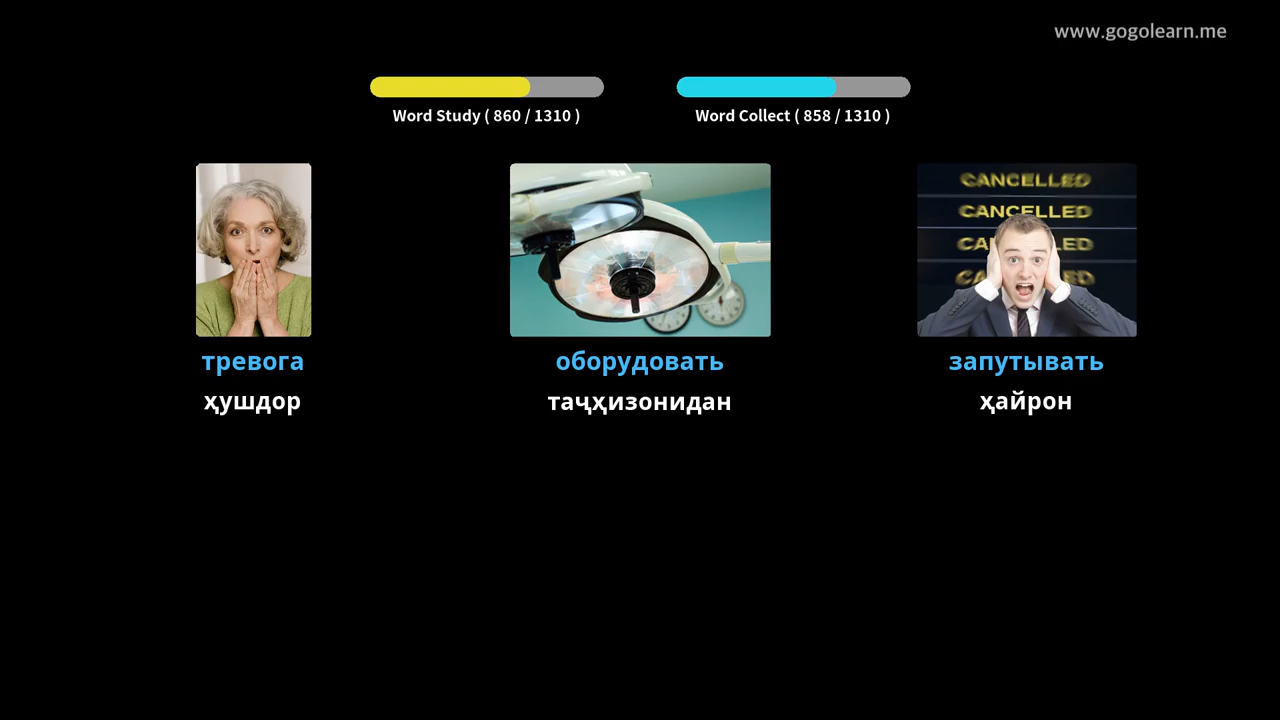 www.gogolearn.me
Word Study ( 860 / 1310 )
Word Collect ( 858 / 1310 )
CANCELLED
CANCELLED
тревога
оборудовать
запутывать
ҳушдор
таҷҳизонидан
ҳайрон